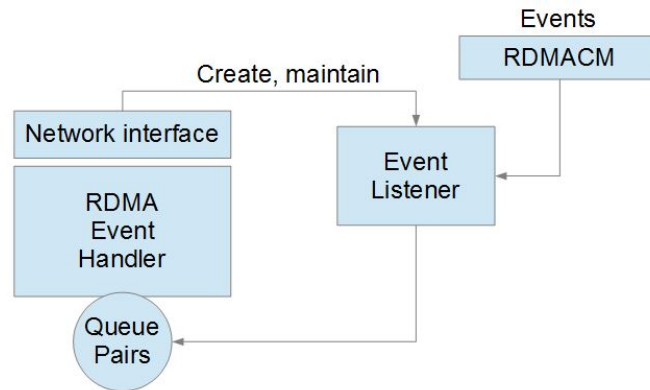 Events
RDMACM
Create, maintain
Network interface
Event
Listener
RDMA
Event
Handler
Queue
Pairs